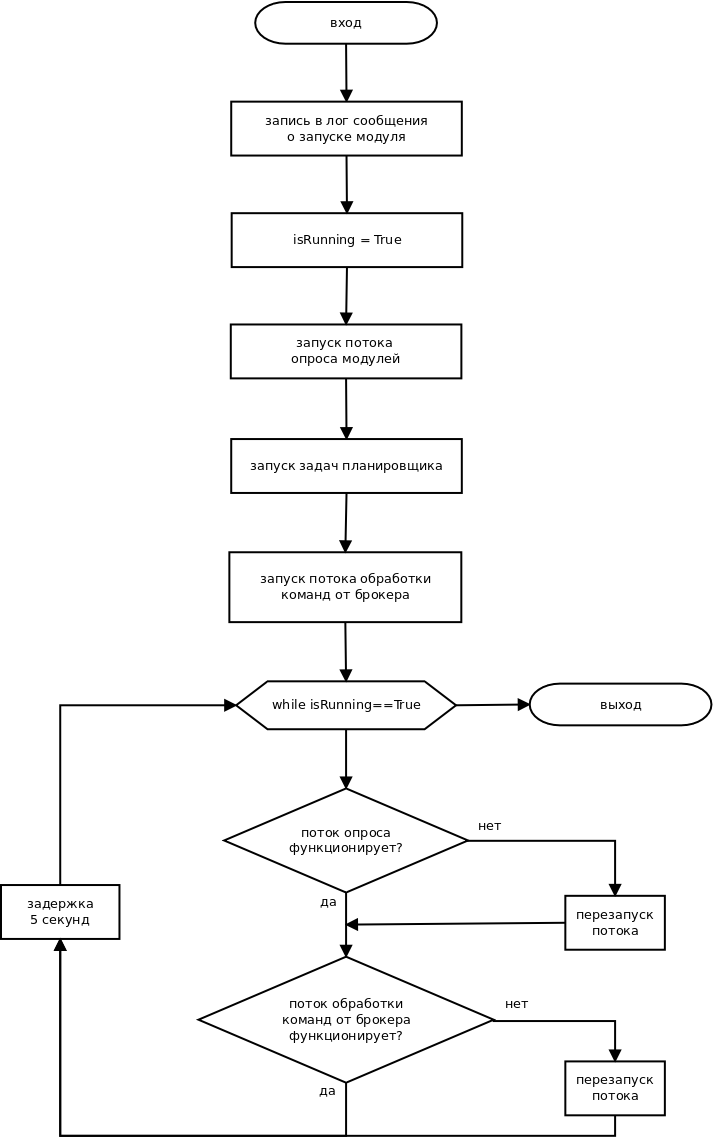 вход
запись в лог сообщения
о запуске модуля
isRunning = True
запуск потока
опроса модулей
запуск задач планировщика
запуск потока обработки
команд от брокера
while isRunning==True
выход
поток опроса
функционирует?
нет
да
задержка
5 секунд
перезапуск
потока
поток обработки
команд от брокера
функционирует?
нет
да
перезапуск
потока